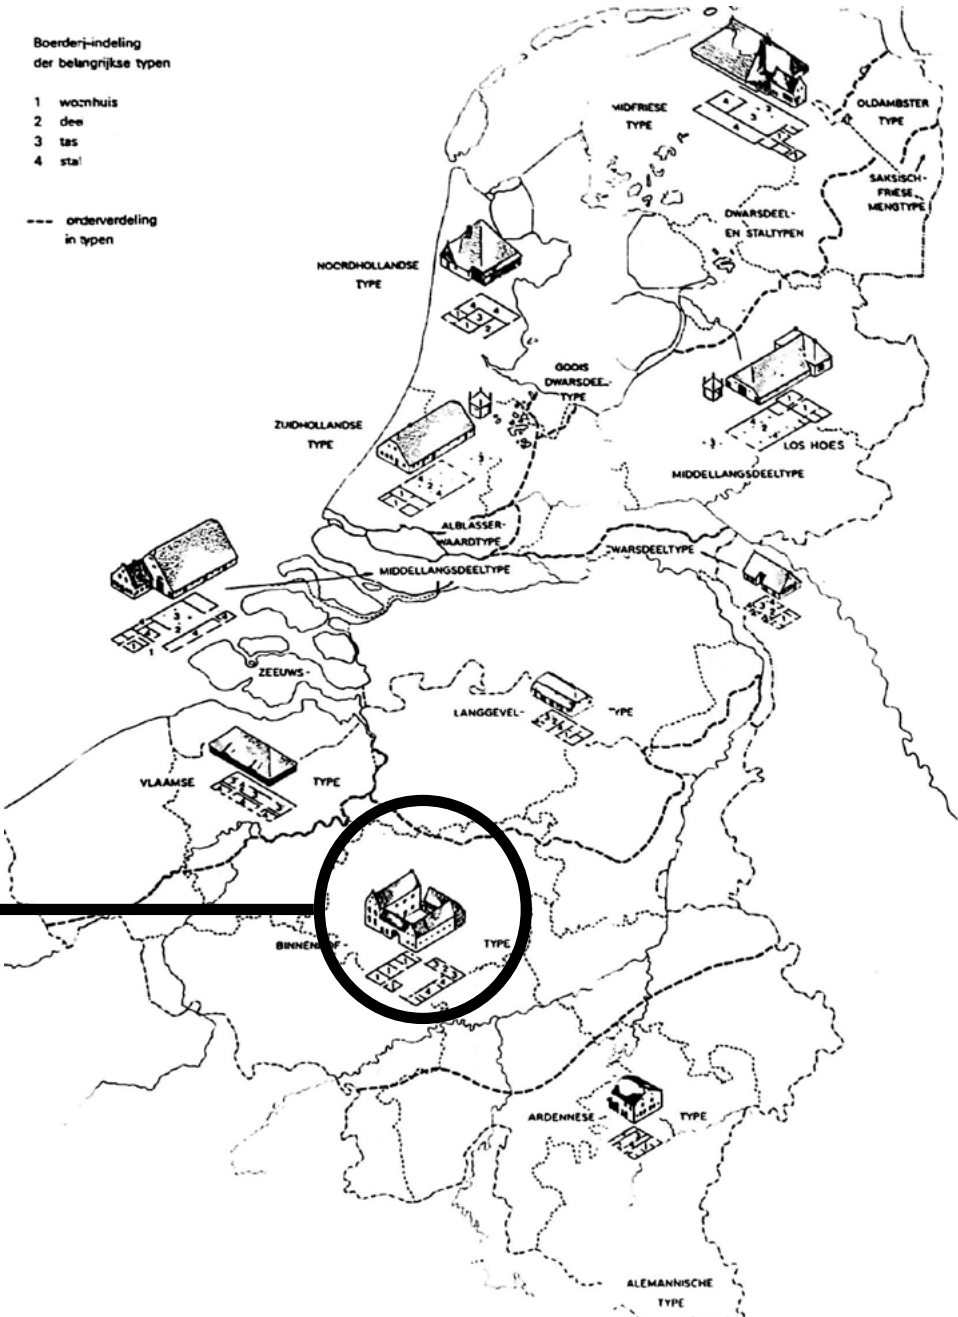 Boerderij-indeling
der belangrijkse typen
1 woonhuis
2 dee
3 tas
4 stal
--- onderverdeling
in typen
MIDFRIESE
TYPE
OLDAMBSTER
TYPE
SAKSISCH-
FRIESE
MENGTYPE
DWARSDEEL-
EN STALTYPEN
NOORDHOLLANDSE
TYPE
GOOIS
DWARSDEEL-
TYPE
ZUIDHOLLANDSE
TYPE
LOS HOES
MIDDELLANGSDEELTYPE
ALBLASSER-
WAARDTYPE
WARSDEELTYPE
MIDDELLANGSDEELTYPE
ZEEUWS-
LANGGEVEL- TYPE
VLAAMSE TYPE
BINNENHOF TYPE
ARDENNESE TYPE
ALEMANNISCHE
TYPE